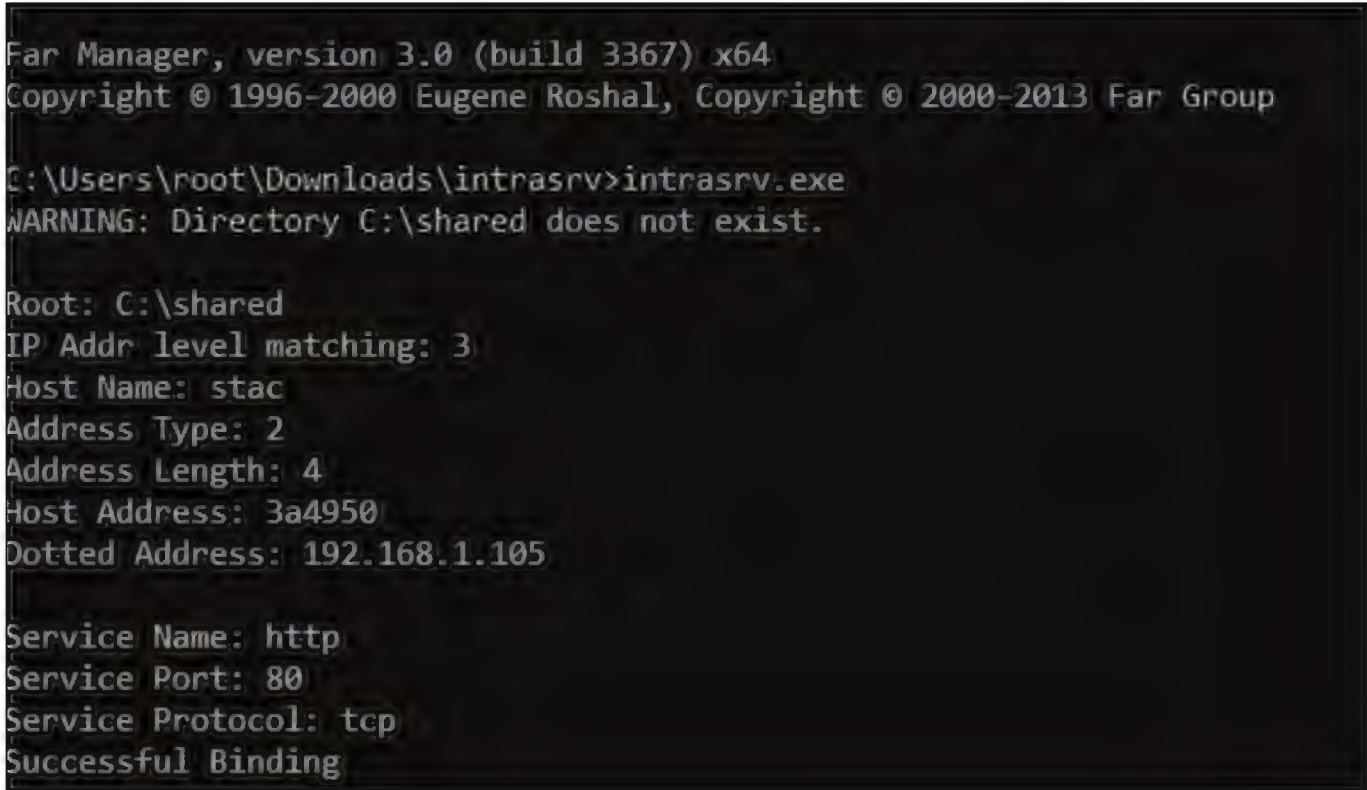 Far Manager, version 3.0 (build 3367) x64
Copyright © 1996-2000 Eugene Roshal, Copyright © 2000-2013 Far Group
C:\Users\root\Downloads\intrasrv>intrasrv.exe
WARNING: Directory C:\shared does not exist.
Root: C:\shared
IP Addr level matching: 3
Host Name: stac
Address Type: 2
Address Length: 4
Host Address: 3a4950
Dotted Address: 192.168.1.105
Service Name: http
Service Port: 80
Service Protocol: tcp
Successful Binding